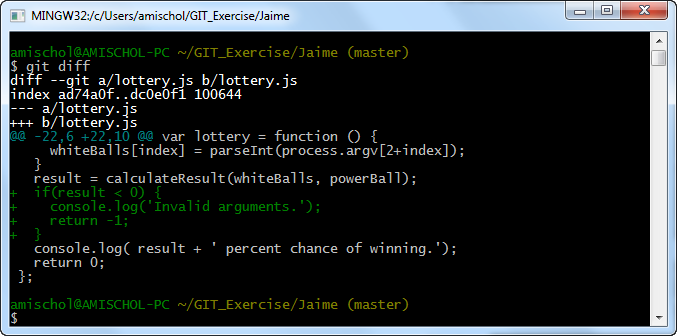 MINGW32:/c/Users/amischol/GIT_Exercise/Jaime
amischol@AMISCHOL-PC ~/GIT_Exercise/Jaime (master)
$ git diff
diff --git a/lottery.js b/lottery.js
index ad74a0f..dc0e0f1 100644
--- a/lottery.js
+++ b/lottery.js
@@ -22,6 +22,10 @@ var lottery = function () {
     whiteBalls[index] = parseInt(process.argv[2+index]);
   }
   result = calculateResult(whiteBalls, powerBall);
+  if(result < 0) {
+    console.log('Invalid arguments.');
+    return -1;
+  }
   console.log( result + ' percent chance of winning.');
   return 0;
 };
amischol@AMISCHOL-PC ~/GIT_Exercise/Jaime (master)
$